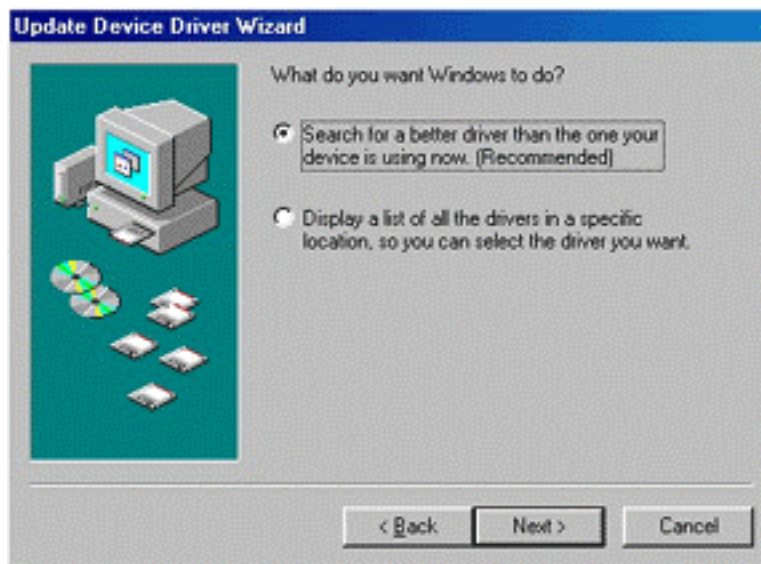 Update Device Driver Wizard
What do you want Windows to do?
Search for a better driver than the one your
device is using now. (Recommended)
Display a list of all the drivers in a specific
location, so you can select the driver you want.
< Back
Next >
Cancel